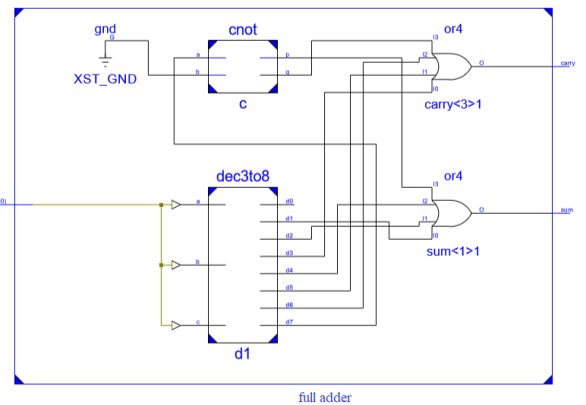 gnd
G
XST_GND
cnot
a
b
p
q
c
or4
I3
I2
I1
I0
O
carry
carry<3>1
dec3to8
a
b
c
d0
d1
d2
d3
d4
d5
d6
d7
d1
or4
I3
I2
I1
I0
O
sum
sum<1>1
full adder